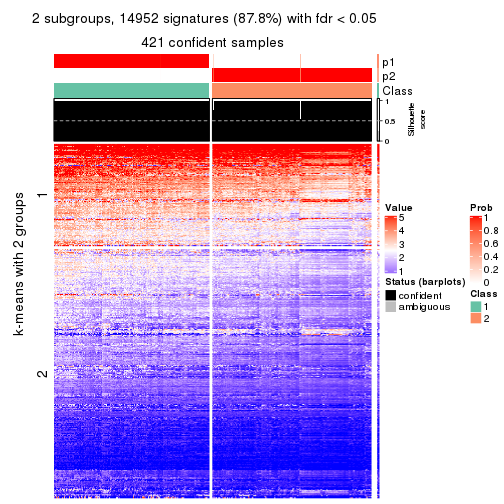 2 subgroups, 14952 signatures (87.8%) with fdr < 0.05
421 confident samples
p1
p2
Class
1
0.5
0
Silhouette
score
k-means with 2 groups
1
2
Value
5
4
3
2
1
Status (barplots)
confident
ambiguous
Prob
1
0.8
0.6
0.4
0.2
0
Class
1
2